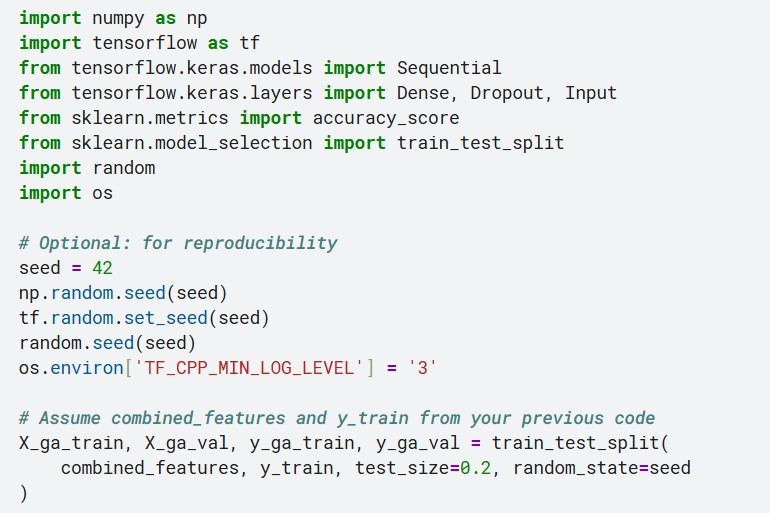 import numpy as np
import tensorflow as tf
from tensorflow.keras.models import Sequential
from tensorflow.keras.layers import Dense, Dropout, Input
from sklearn.metrics import accuracy_score
from sklearn.model_selection import train_test_split
import random
import os

# Optional: for reproducibility
seed = 42
np.random.seed(seed)
tf.random.set_seed(seed)
random.seed(seed)
os.environ['TF_CPP_MIN_LOG_LEVEL'] = '3'

# Assume combined_features and y_train from your previous code
X_ga_train, X_ga_val, y_ga_train, y_ga_val = train_test_split(
    combined_features, y_train, test_size=0.2, random_state=seed
)